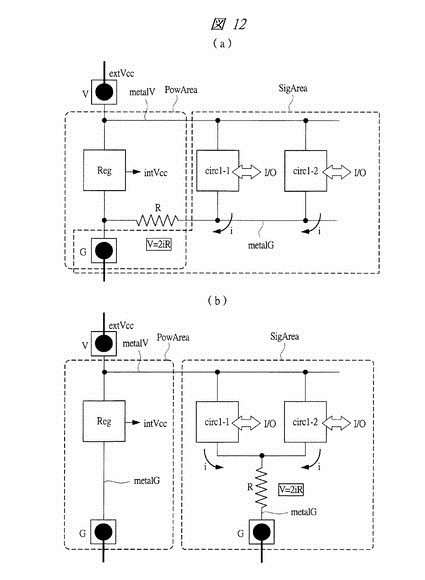 図 12
(a)
extVcc
V
metalV
PowArea
SigArea
Reg
intVcc
circ1-1
I/O
circ1-2
I/O
R
i
i
G
V=2iR
metalG
(b)
extVcc
V
metalV
PowArea
SigArea
Reg
intVcc
circ1-1
I/O
circ1-2
I/O
i
i
metalG
R
V=2iR
metalG
G
G